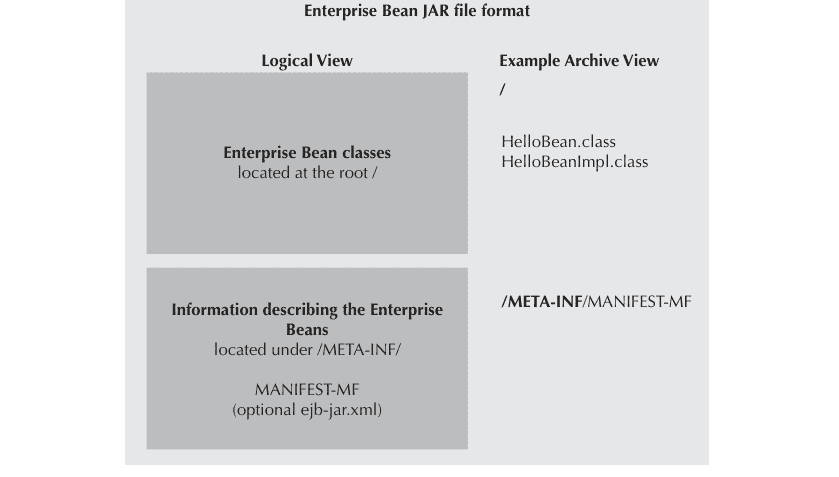 Enterprise Bean JAR file format
Logical View
Example Archive View
/
Enterprise Bean classes
located at the root /
HelloBean.class
HelloBeanImpl.class
Information describing the Enterprise
Beans
located under /META-INF/
MANIFEST-MF
(optional ejb-jar.xml)
/META-INF/MANIFEST-MF